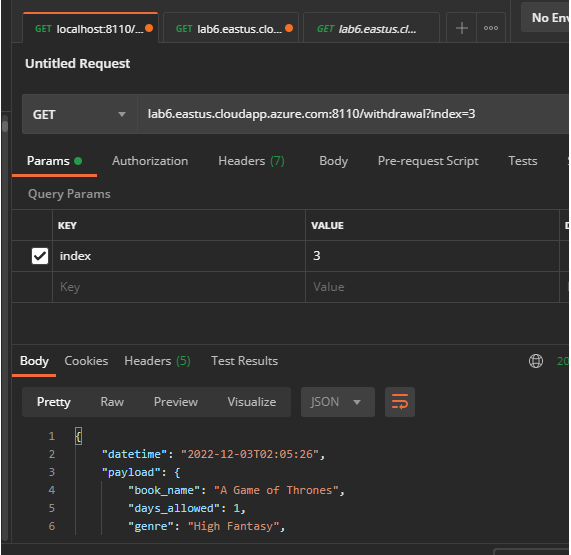 GET localhost:8110/... GET lab6.eastus.clo... GET lab6.eastus.cl... + ooo No Env
Untitled Request
GET lab6.eastus.cloudapp.azure.com:8110/withdrawal?index=3
Params Authorization Headers (7) Body Pre-request Script Tests
Query Params
KEY VALUE
index 3
Key Value
Body Cookies Headers (5) Test Results 20
Pretty Raw Preview Visualize JSON
1 {
2 "datetime": "2022-12-03T02:05:26",
3 "payload": {
4 "book_name": "A Game of Thrones",
5 "days_allowed": 1,
6 "genre": "High Fantasy",